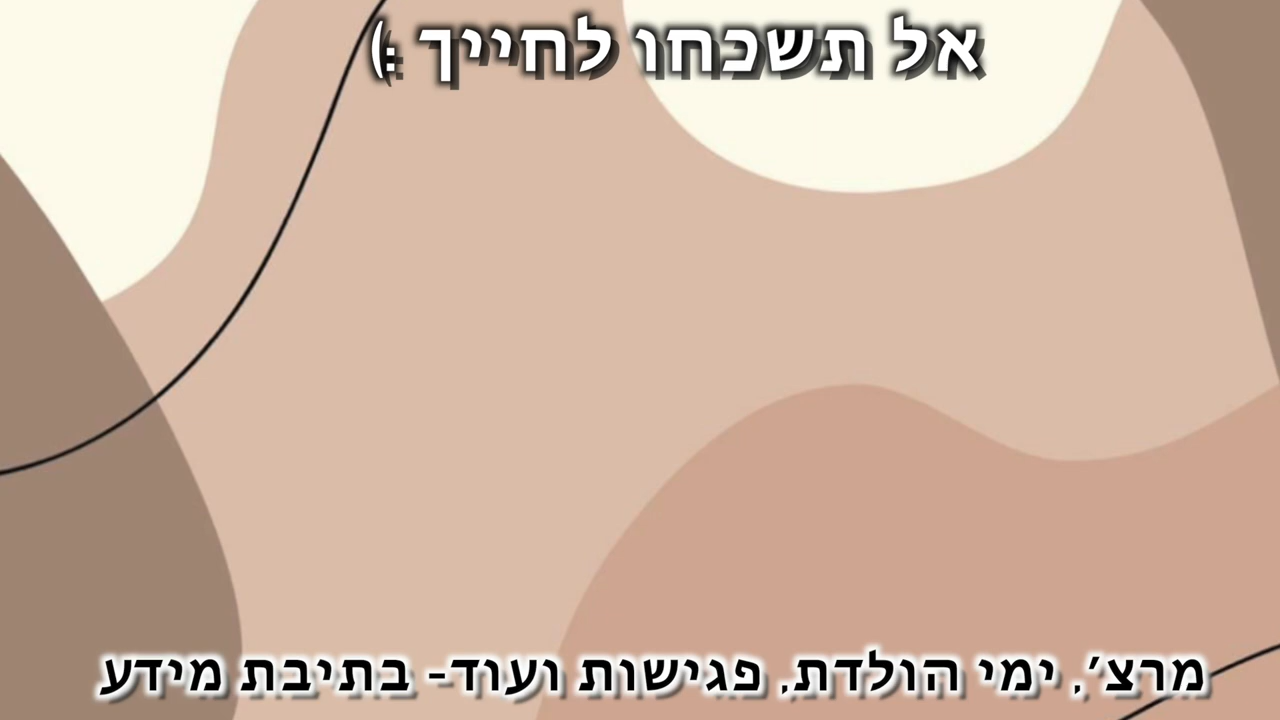 אל תשכחו לחייך :)
מרצ׳, ימי הולדת, פגישות ועוד- בתיבת מידע